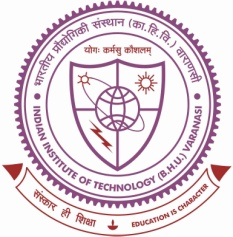 भारतीय प्रौद्योगिकी संस्थान (का.हि.वि.) वाराणसी
योगः कर्मसु कौशलम्
INDIAN INSTITUTE OF TECHNOLOGY (B.H.U.) VARANASI
संस्कार ही शिक्षा
EDUCATION IS CHARACTER